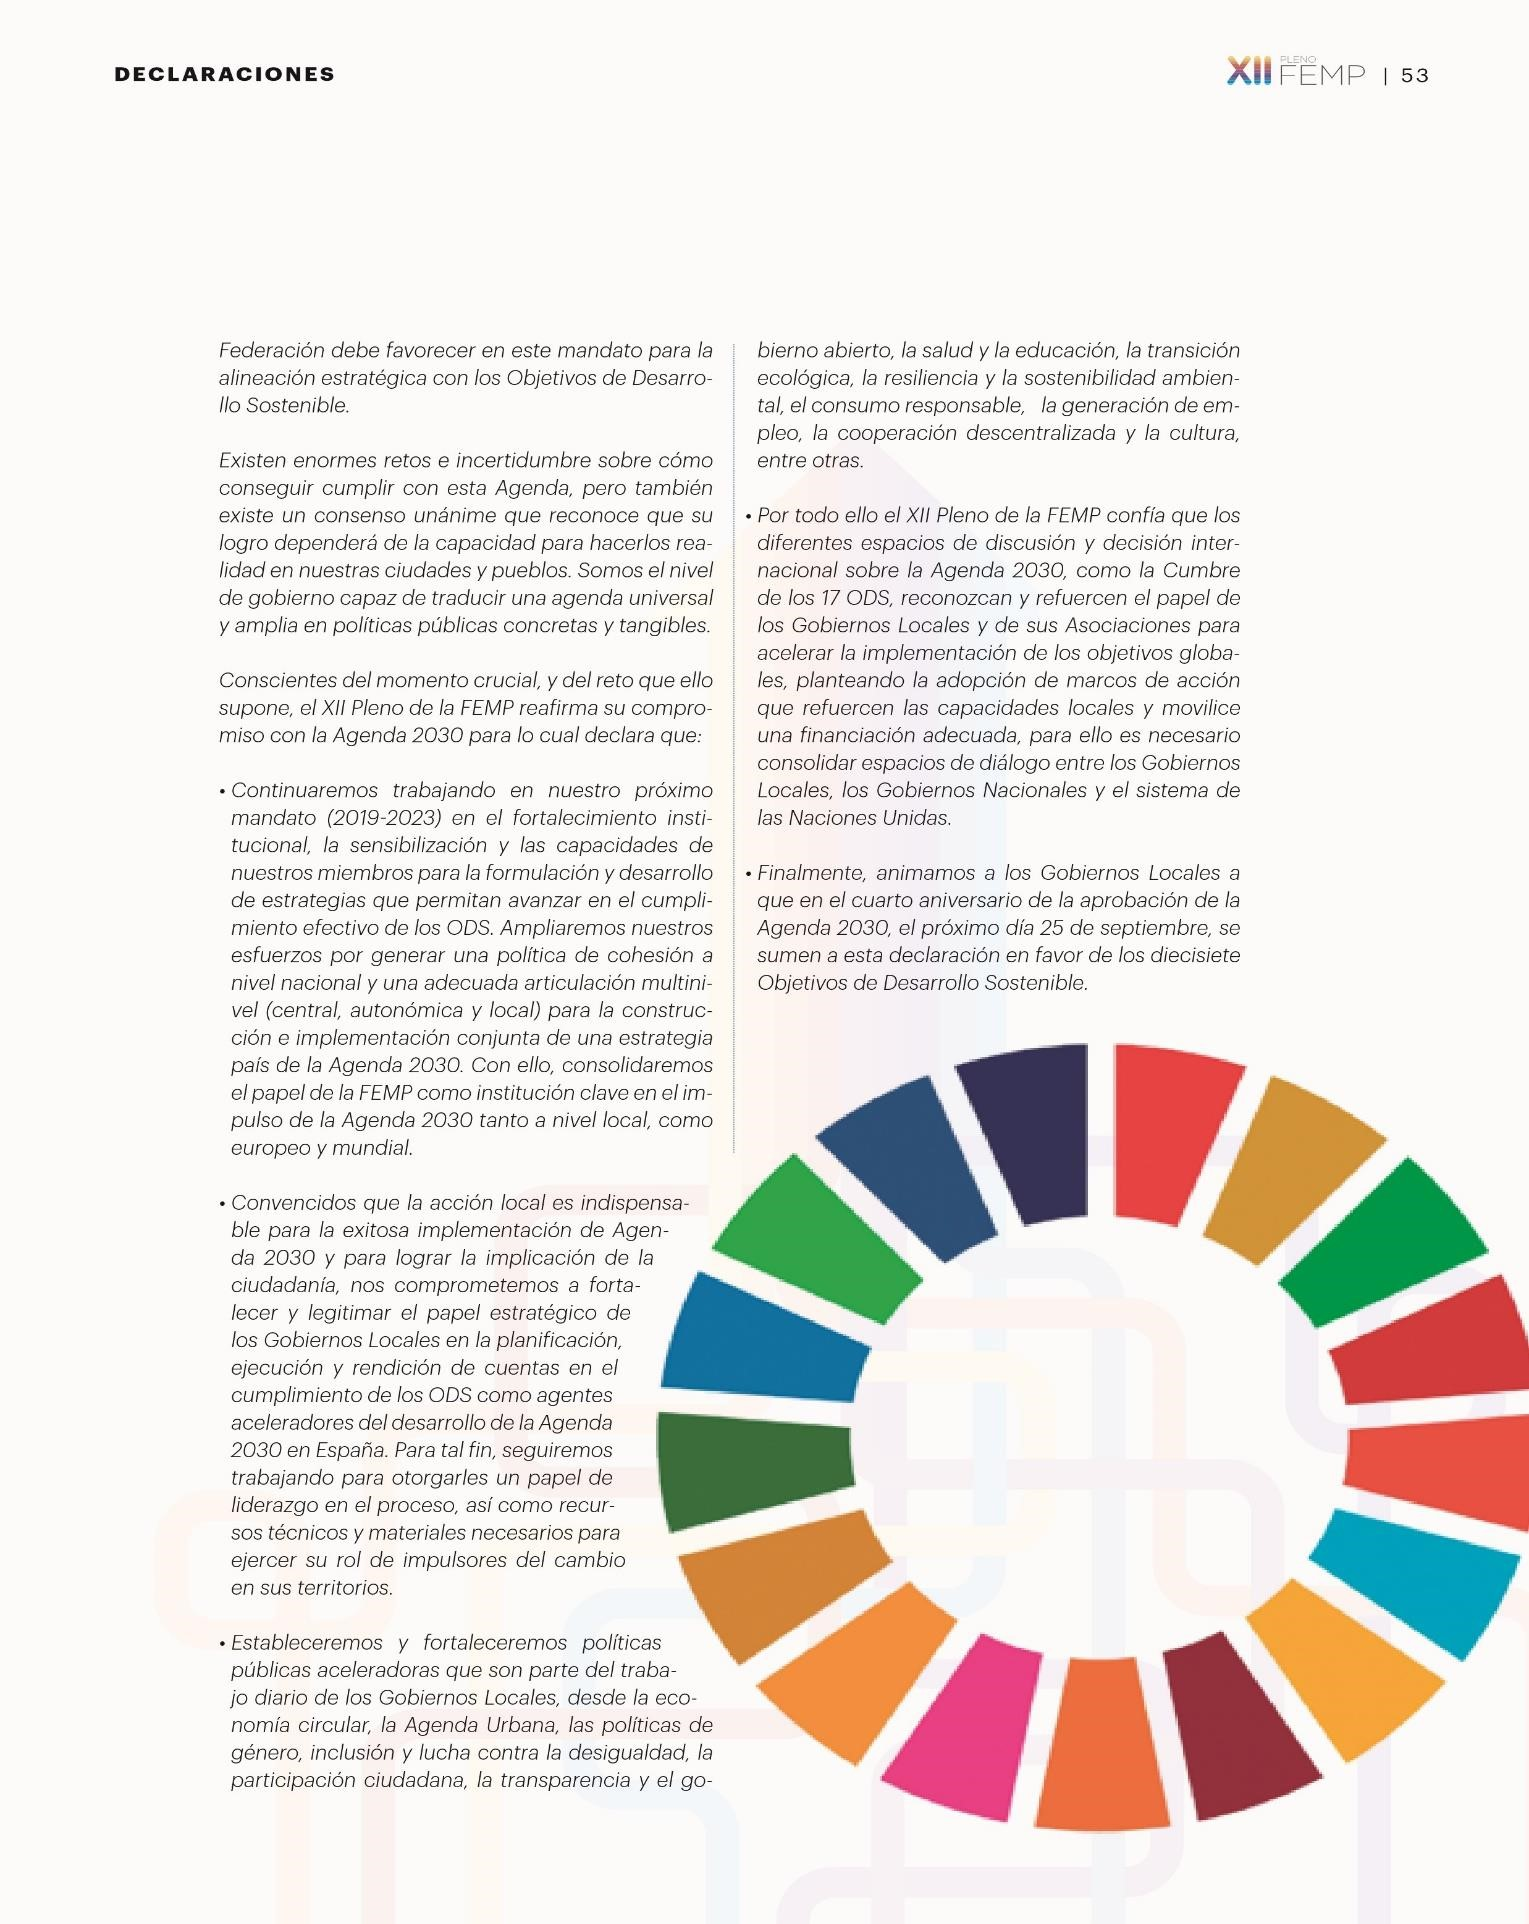 DECLARACIONES
XII PLENO FEMP | 53
Federación debe favorecer en este mandato para la
alineación estratégica con los Objetivos de Desarro-
llo Sostenible.
Existen enormes retos e incertidumbre sobre cómo
conseguir cumplir con esta Agenda, pero también
existe un consenso unánime que reconoce que su
logro dependerá de la capacidad para hacerlos rea-
lidad en nuestras ciudades y pueblos. Somos el nivel
de gobierno capaz de traducir una agenda universal
y amplia en políticas públicas concretas y tangibles.
Conscientes del momento crucial, y del reto que ello
supone, el XII Pleno de la FEMP reafirma su compro-
miso con la Agenda 2030 para lo cual declara que:
• Continuaremos trabajando en nuestro próximo
mandato (2019-2023) en el fortalecimiento insti-
tucional, la sensibilización y las capacidades de
nuestros miembros para la formulación y desarrollo
de estrategias que permitan avanzar en el cumpli-
miento efectivo de los ODS. Ampliaremos nuestros
esfuerzos por generar una política de cohesión a
nivel nacional y una adecuada articulación multini-
vel (central, autonómica y local) para la construc-
ción e implementación conjunta de una estrategia
país de la Agenda 2030. Con ello, consolidaremos
el papel de la FEMP como institución clave en el im-
pulso de la Agenda 2030 tanto a nivel local, como
europeo y mundial.
• Convencidos que la acción local es indispensa-
ble para la exitosa implementación de Agen-
da 2030 y para lograr la implicación de la
ciudadanía, nos comprometemos a forta-
lecer y legitimar el papel estratégico de
los Gobiernos Locales en la planificación,
ejecución y rendición de cuentas en el
cumplimiento de los ODS como agentes
aceleradores del desarrollo de la Agenda
2030 en España. Para tal fin, seguiremos
trabajando para otorgarles un papel de
liderazgo en el proceso, así como recur-
sos técnicos y materiales necesarios para
ejercer su rol de impulsores del cambio
en sus territorios.
• Estableceremos y fortaleceremos políticas
públicas aceleradoras que son parte del traba-
jo diario de los Gobiernos Locales, desde la eco-
nomía circular, la Agenda Urbana, las políticas de
género, inclusión y lucha contra la desigualdad, la
participación ciudadana, la transparencia y el go-
bierno abierto, la salud y la educación, la transición
ecológica, la resiliencia y la sostenibilidad ambien-
tal, el consumo responsable, la generación de em-
pleo, la cooperación descentralizada y la cultura,
entre otras.
• Por todo ello el XII Pleno de la FEMP confía que los
diferentes espacios de discusión y decisión inter-
nacional sobre la Agenda 2030, como la Cumbre
de los 17 ODS, reconozcan y refuercen el papel de
los Gobiernos Locales y de sus Asociaciones para
acelerar la implementación de los objetivos globa-
les, planteando la adopción de marcos de acción
que refuercen las capacidades locales y movilice
una financiación adecuada, para ello es necesario
consolidar espacios de diálogo entre los Gobiernos
Locales, los Gobiernos Nacionales y el sistema de
las Naciones Unidas.
• Finalmente, animamos a los Gobiernos Locales a
que en el cuarto aniversario de la aprobación de la
Agenda 2030, el próximo día 25 de septiembre, se
sumen a esta declaración en favor de los diecisiete
Objetivos de Desarrollo Sostenible.